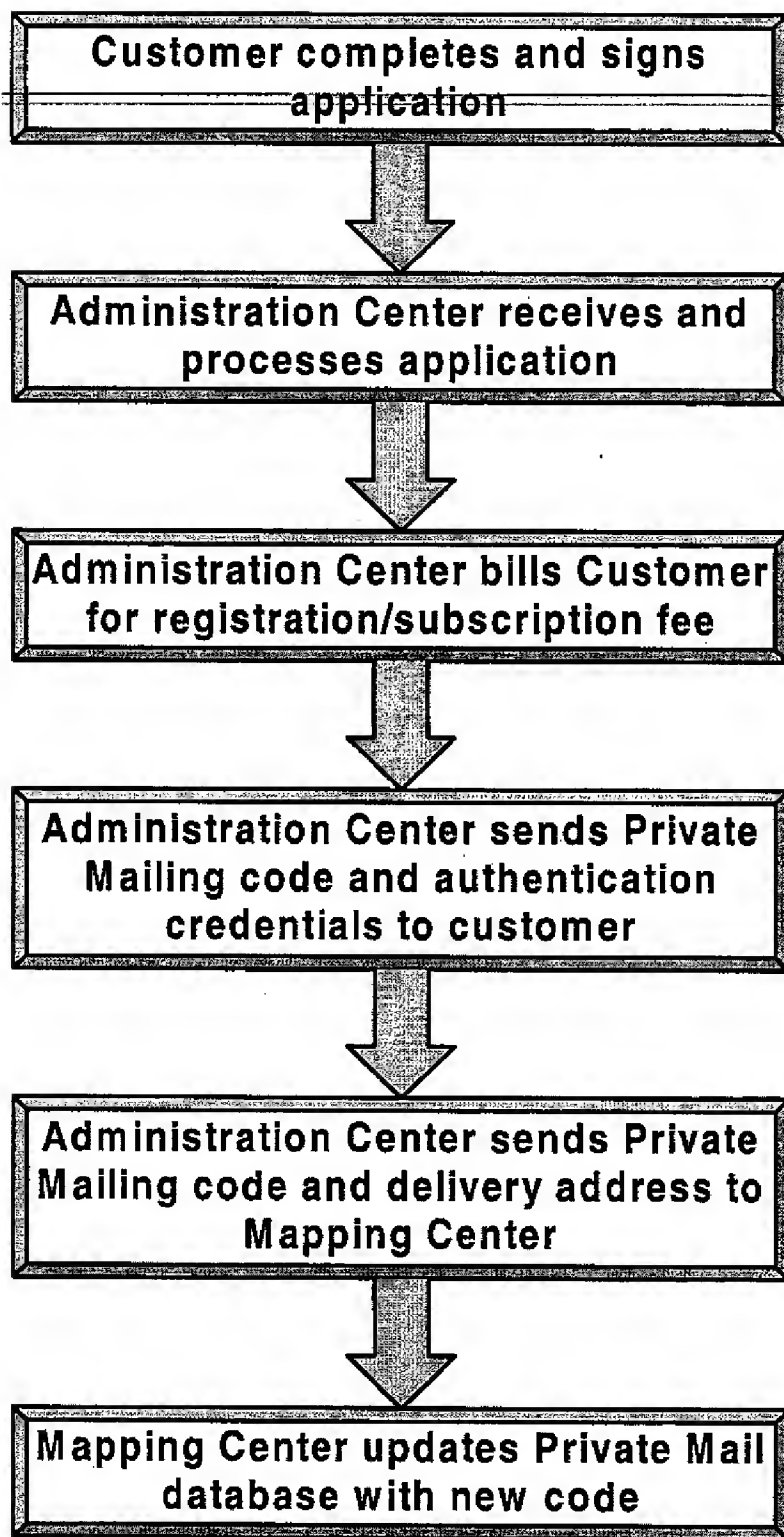 Customer completes and signs
application
Administration Center receives and
processes application
Administration Center bills Customer
for registration/subscription fee
Administration Center sends Private
Mailing code and authentication
credentials to customer
Administration Center sends Private
Mailing code and delivery address to
Mapping Center
Mapping Center updates Private Mail
database with new code